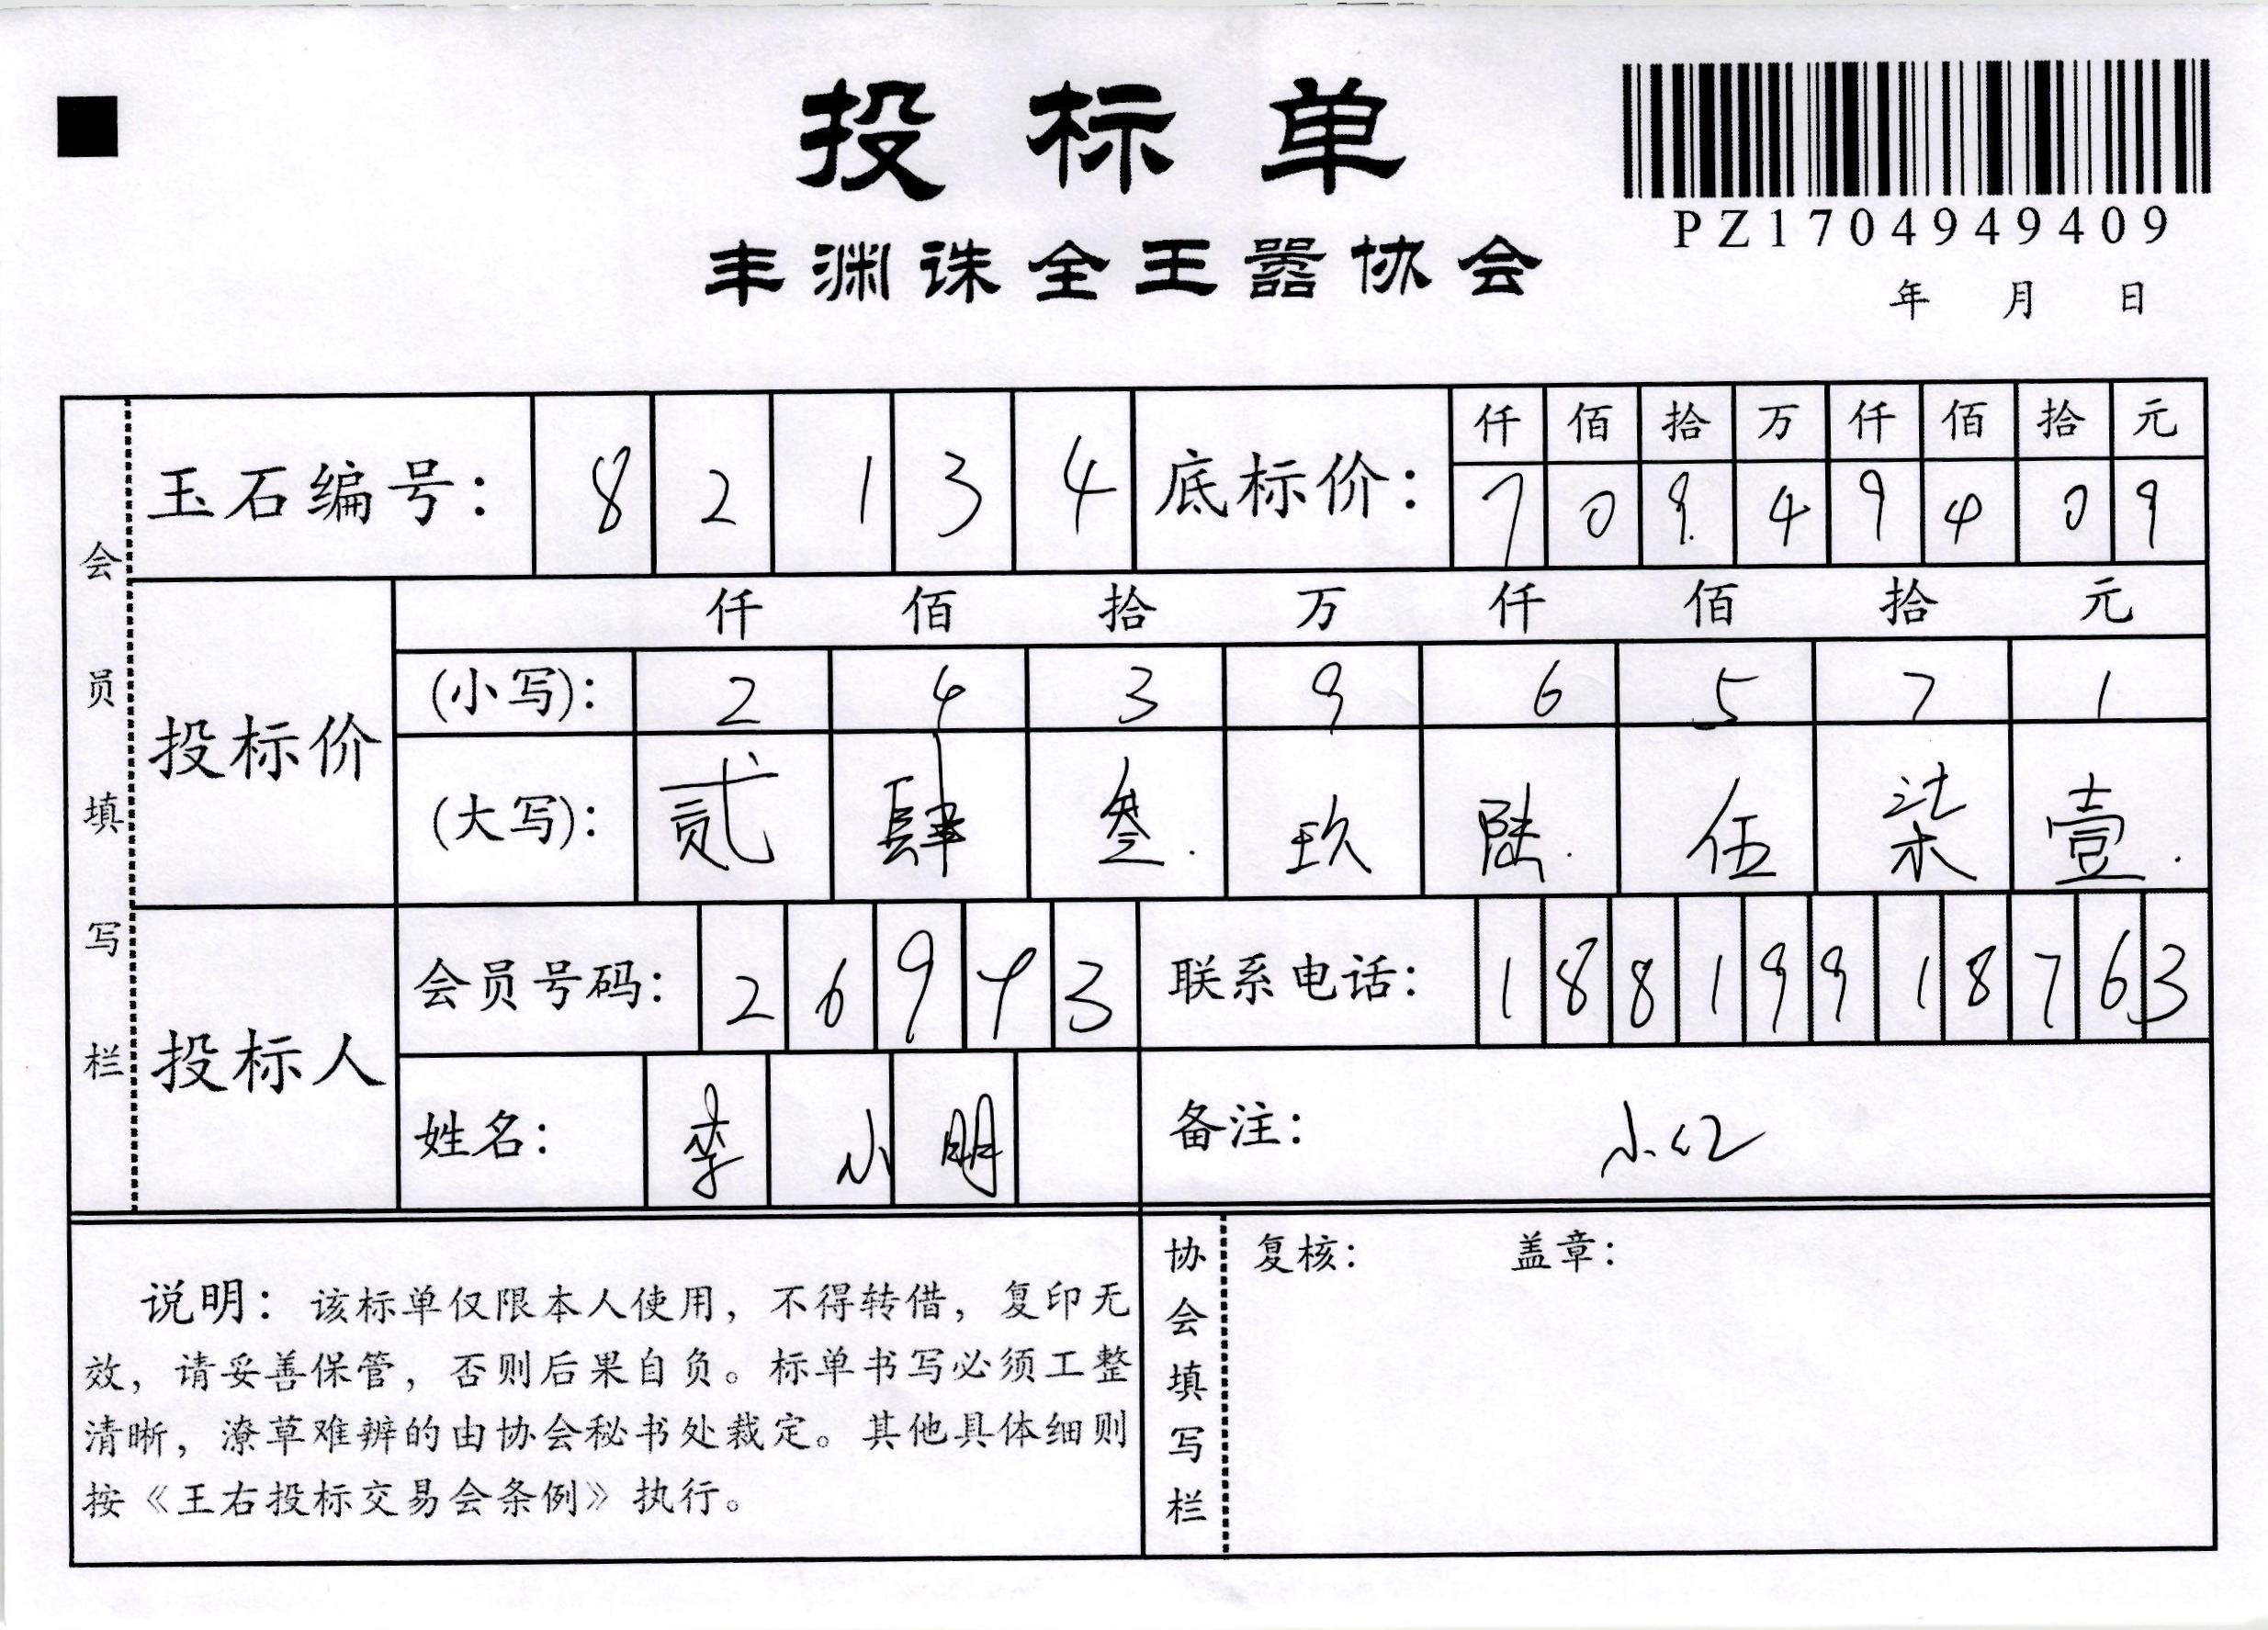 投标单
PZ1704949409
丰渊诛全王嚣协会
年 月 日
会员填写栏
玉石编号: 8 2 1 3 4 底标价: 仟 佰 拾 万 仟 佰 拾 元
7 0 9 4 9 4 0 9
投标价 仟 佰 拾 万 仟 佰 拾 元
(小写): 2 4 3 9 6 5 7 1
(大写): 贰 肆 叁 玖 陆 伍 柒 壹
投标人 会员号码: 2 6 9 4 3 联系电话: 1 8 8 1 9 9 1 8 7 6 3
姓名: 李 小 明 备注: 小红
说明: 该标单仅限本人使用, 不得转借, 复印无
效, 请妥善保管, 否则后果自负。标单书写必须工整
清晰, 潦草难辨的由协会秘书处裁定。其他具体细则
按《王右投标交易会条例》执行。
协会填写栏
复核: 盖章: